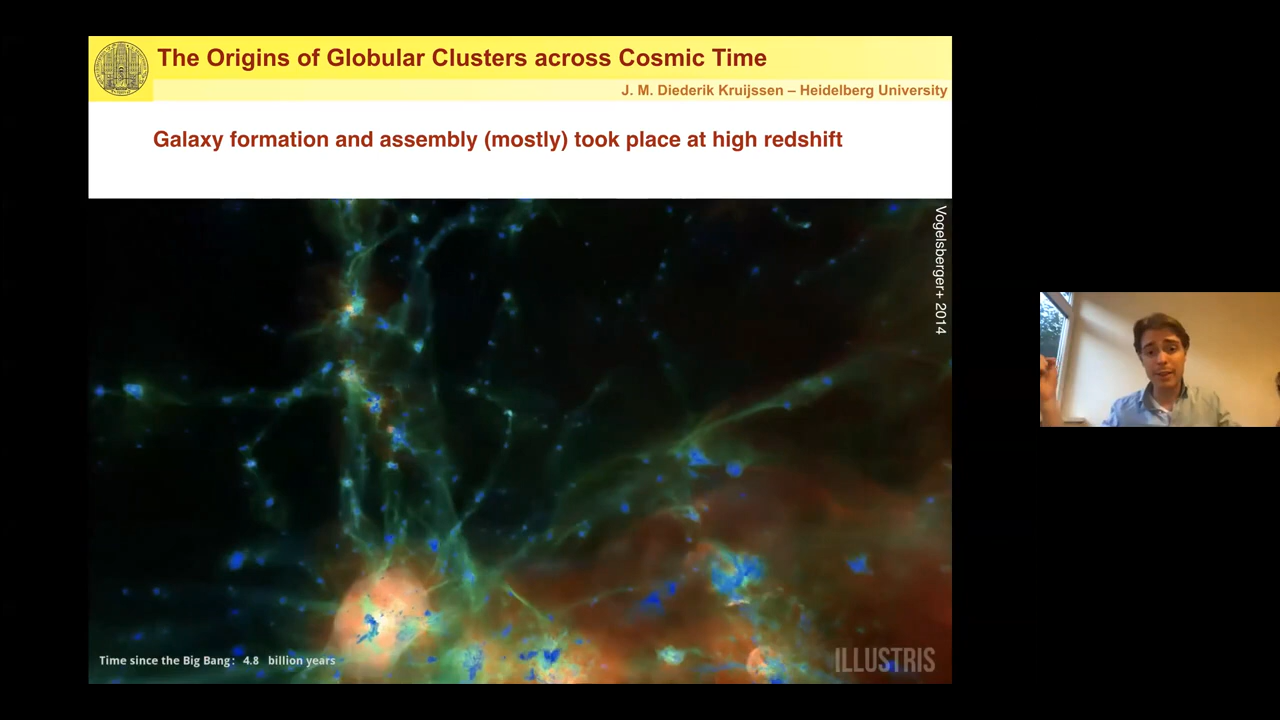 The Origins of Globular Clusters across Cosmic Time
J. M. Diederik Kruijssen – Heidelberg University
Galaxy formation and assembly (mostly) took place at high redshift
Vogelsberger+ 2014
Time since the Big Bang: 4.8 billion years
ILLUSTRIS